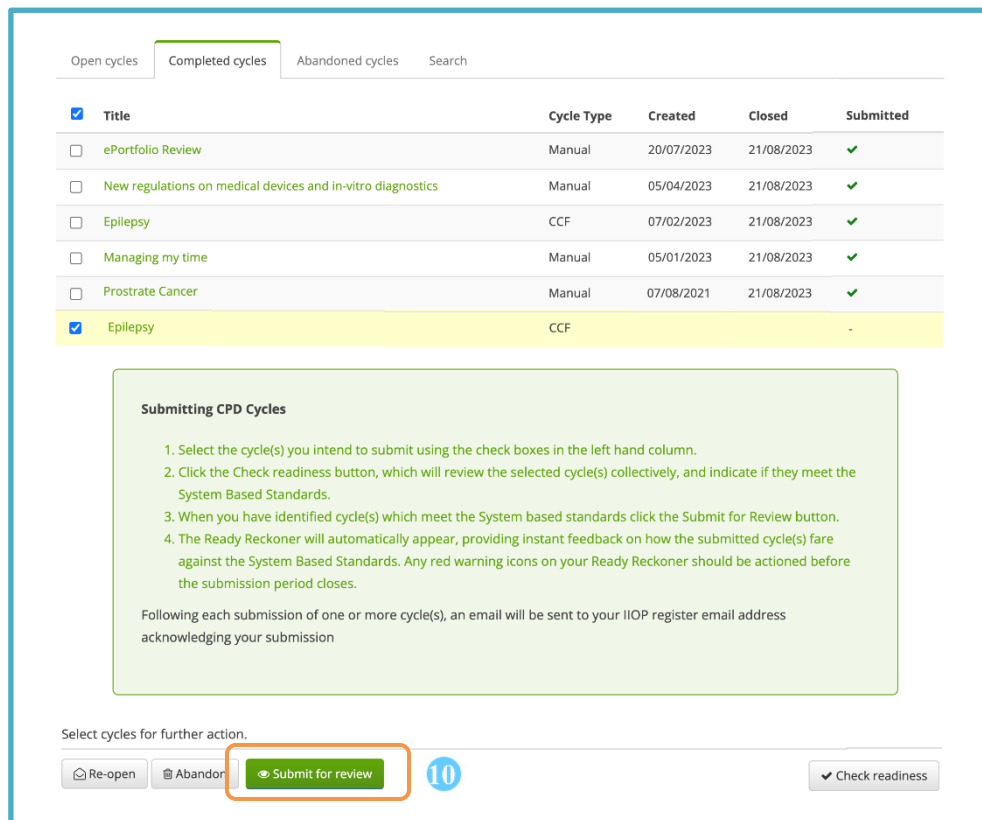 Open cycles Completed cycles Abandoned cycles Search
Title Cycle Type Created Closed Submitted
ePortfolio Review Manual 20/07/2023 21/08/2023
New regulations on medical devices and in-vitro diagnostics Manual 05/04/2023 21/08/2023
Epilepsy CCF 07/02/2023 21/08/2023
Managing my time Manual 05/01/2023 21/08/2023
Prostrate Cancer Manual 07/08/2021 21/08/2023
Epilepsy CCF -
Submitting CPD Cycles
1. Select the cycle(s) you intend to submit using the check boxes in the left hand column.
2. Click the Check readiness button, which will review the selected cycle(s) collectively, and indicate if they meet the
System Based Standards.
3. When you have identified cycle(s) which meet the System based standards click the Submit for Review button.
4. The Ready Reckoner will automatically appear, providing instant feedback on how the submitted cycle(s) fare
against the System Based Standards. Any red warning icons on your Ready Reckoner should be actioned before
the submission period closes.
Following each submission of one or more cycle(s), an email will be sent to your IIOP register email address
acknowledging your submission
Select cycles for further action.
Re-open Abandon Submit for review 10 Check readiness